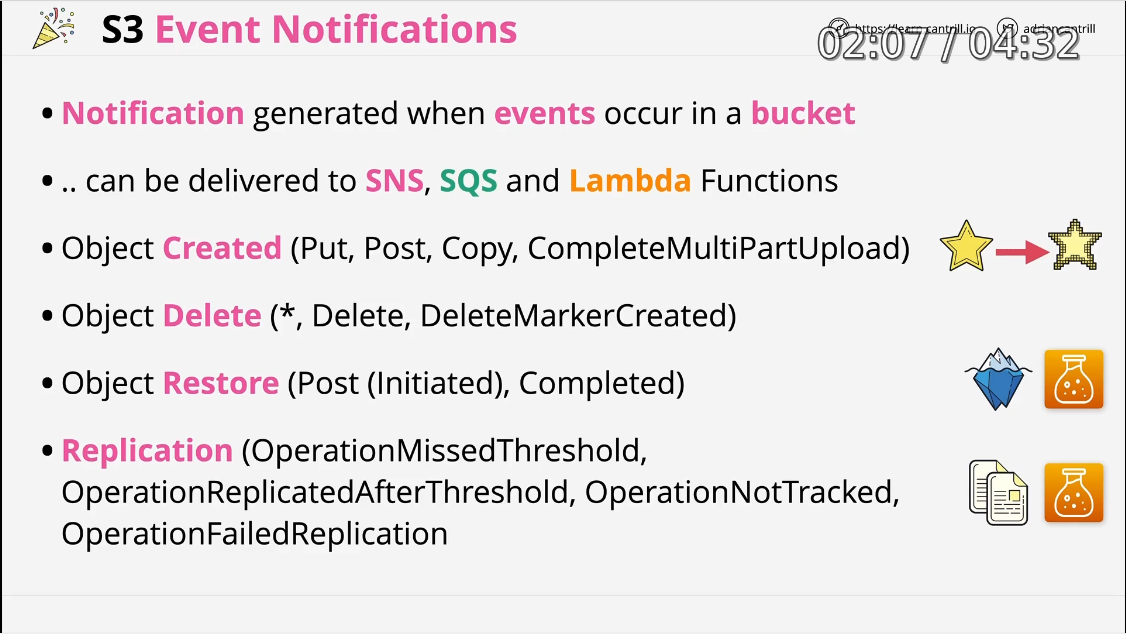 S3 Event Notifications
https://learn.cantrill.io
adriancantrill
02:07 / 04:32
• Notification generated when events occur in a bucket
• .. can be delivered to SNS, SQS and Lambda Functions
• Object Created (Put, Post, Copy, CompleteMultiPartUpload)
• Object Delete (*, Delete, DeleteMarkerCreated)
• Object Restore (Post (Initiated), Completed)
• Replication (OperationMissedThreshold,
OperationReplicatedAfterThreshold, OperationNotTracked,
OperationFailedReplication